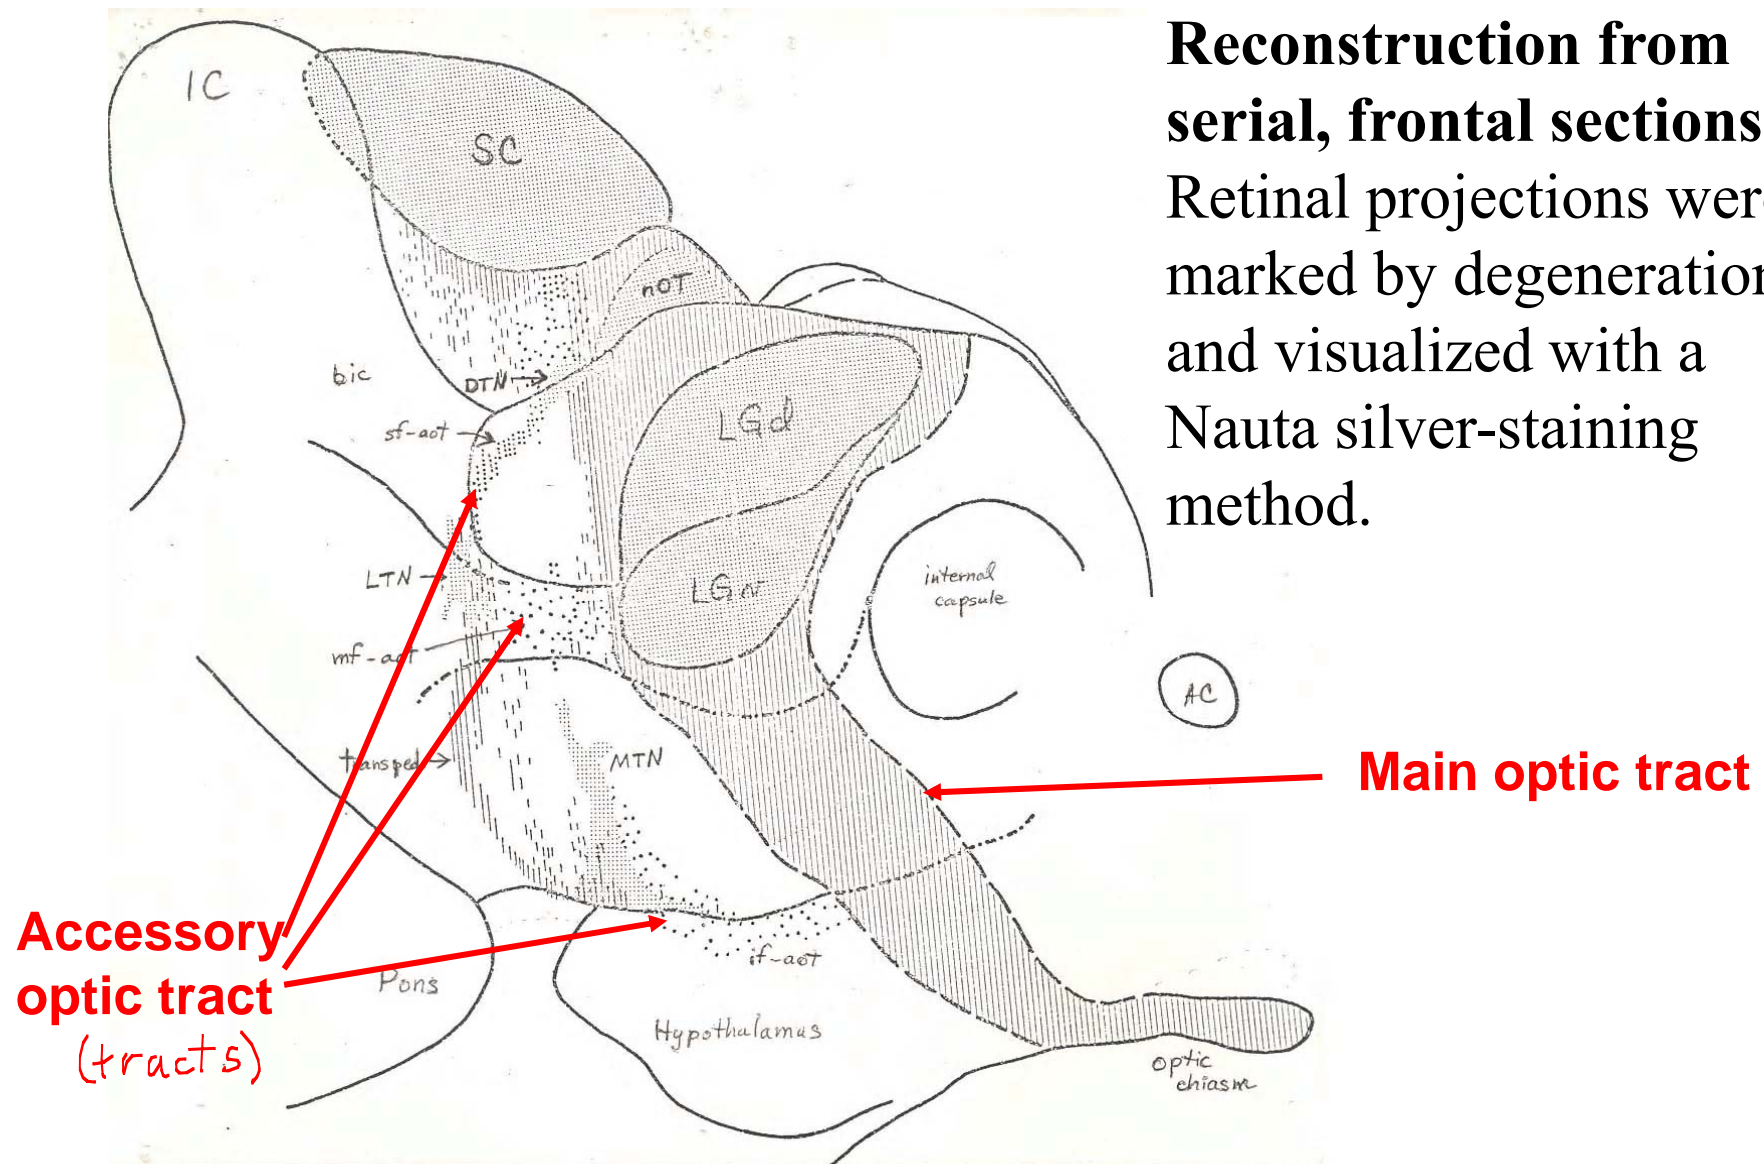 Reconstruction from
serial, frontal sections
Retinal projections were
marked by degeneration
and visualized with a
Nauta silver-staining
method.
IC
SC
nOT
bic
DTN
sf-aot
LGd
LTN
LGv
internal
capsule
mf-aot
AC
transped
MTN
Main optic tract
Accessory
optic tract
(tracts)
Pons
if-aot
Hypothalamus
optic
chiasm